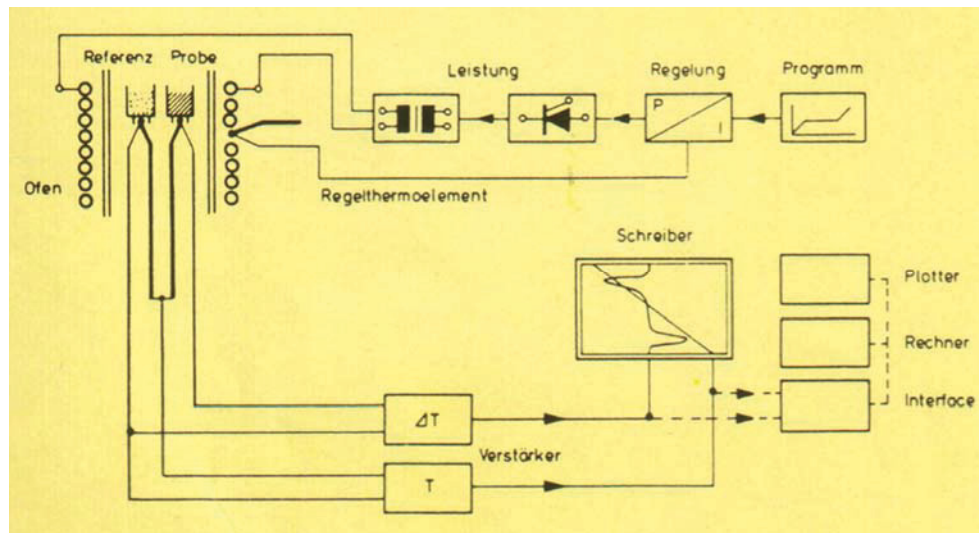 Referenz Probe
Leistung
Regelung
Programm
P
I
Ofen
Regelthermoelement
Schreiber
Plotter
Rechner
Interface
ΔT
Verstärker
T